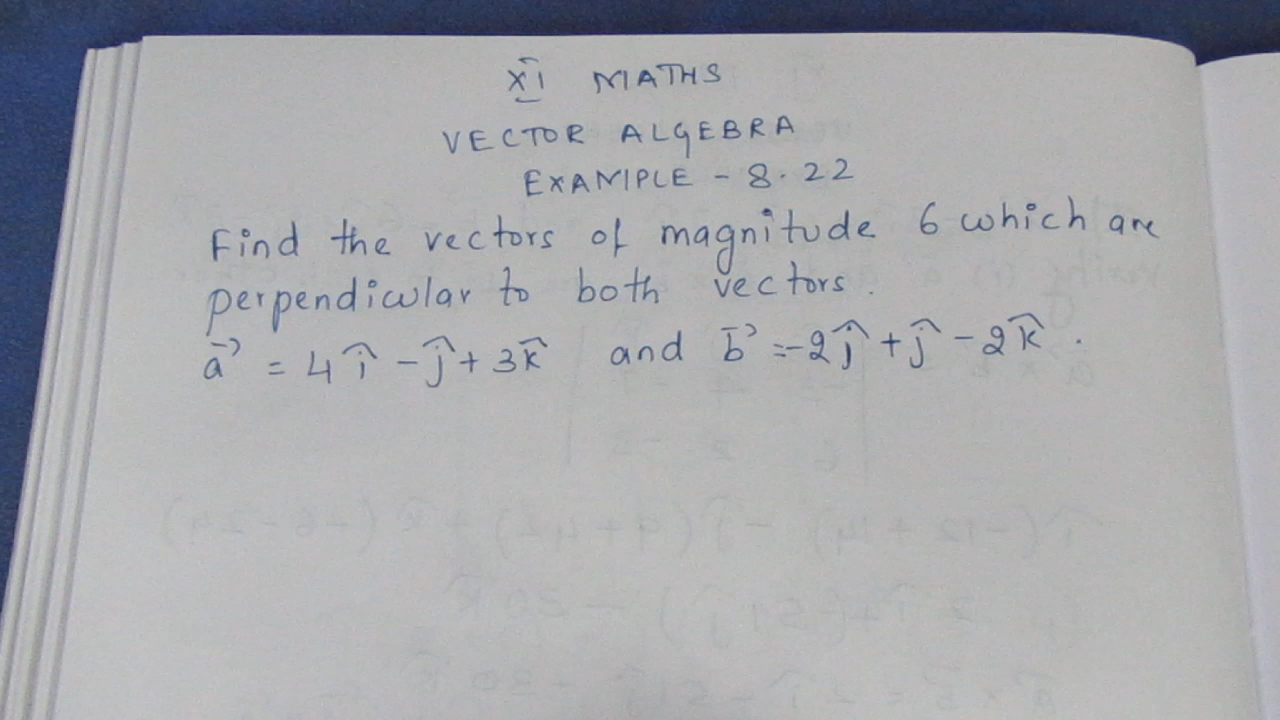 XI MATHS
VECTOR ALGEBRA
EXAMPLE - 8.22
Find the vectors of magnitude 6 which are
perpendicular to both vectors.
a⃗ = 4î - ĵ + 3k̂ and b⃗ = -2ĵ + ĵ - 2k̂.